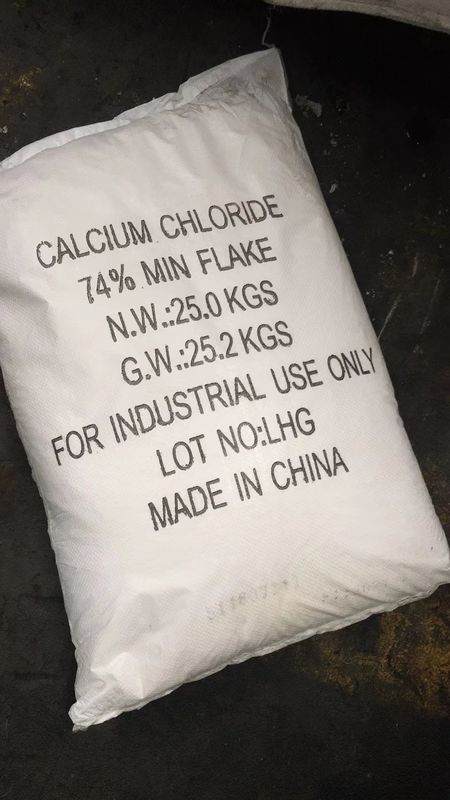 CALCIUM CHLORIDE
74% MIN FLAKE
N.W.:25.0 KGS
G.W.:25.2 KGS
FOR INDUSTRIAL USE ONLY
LOT NO:LHG
MADE IN CHINA